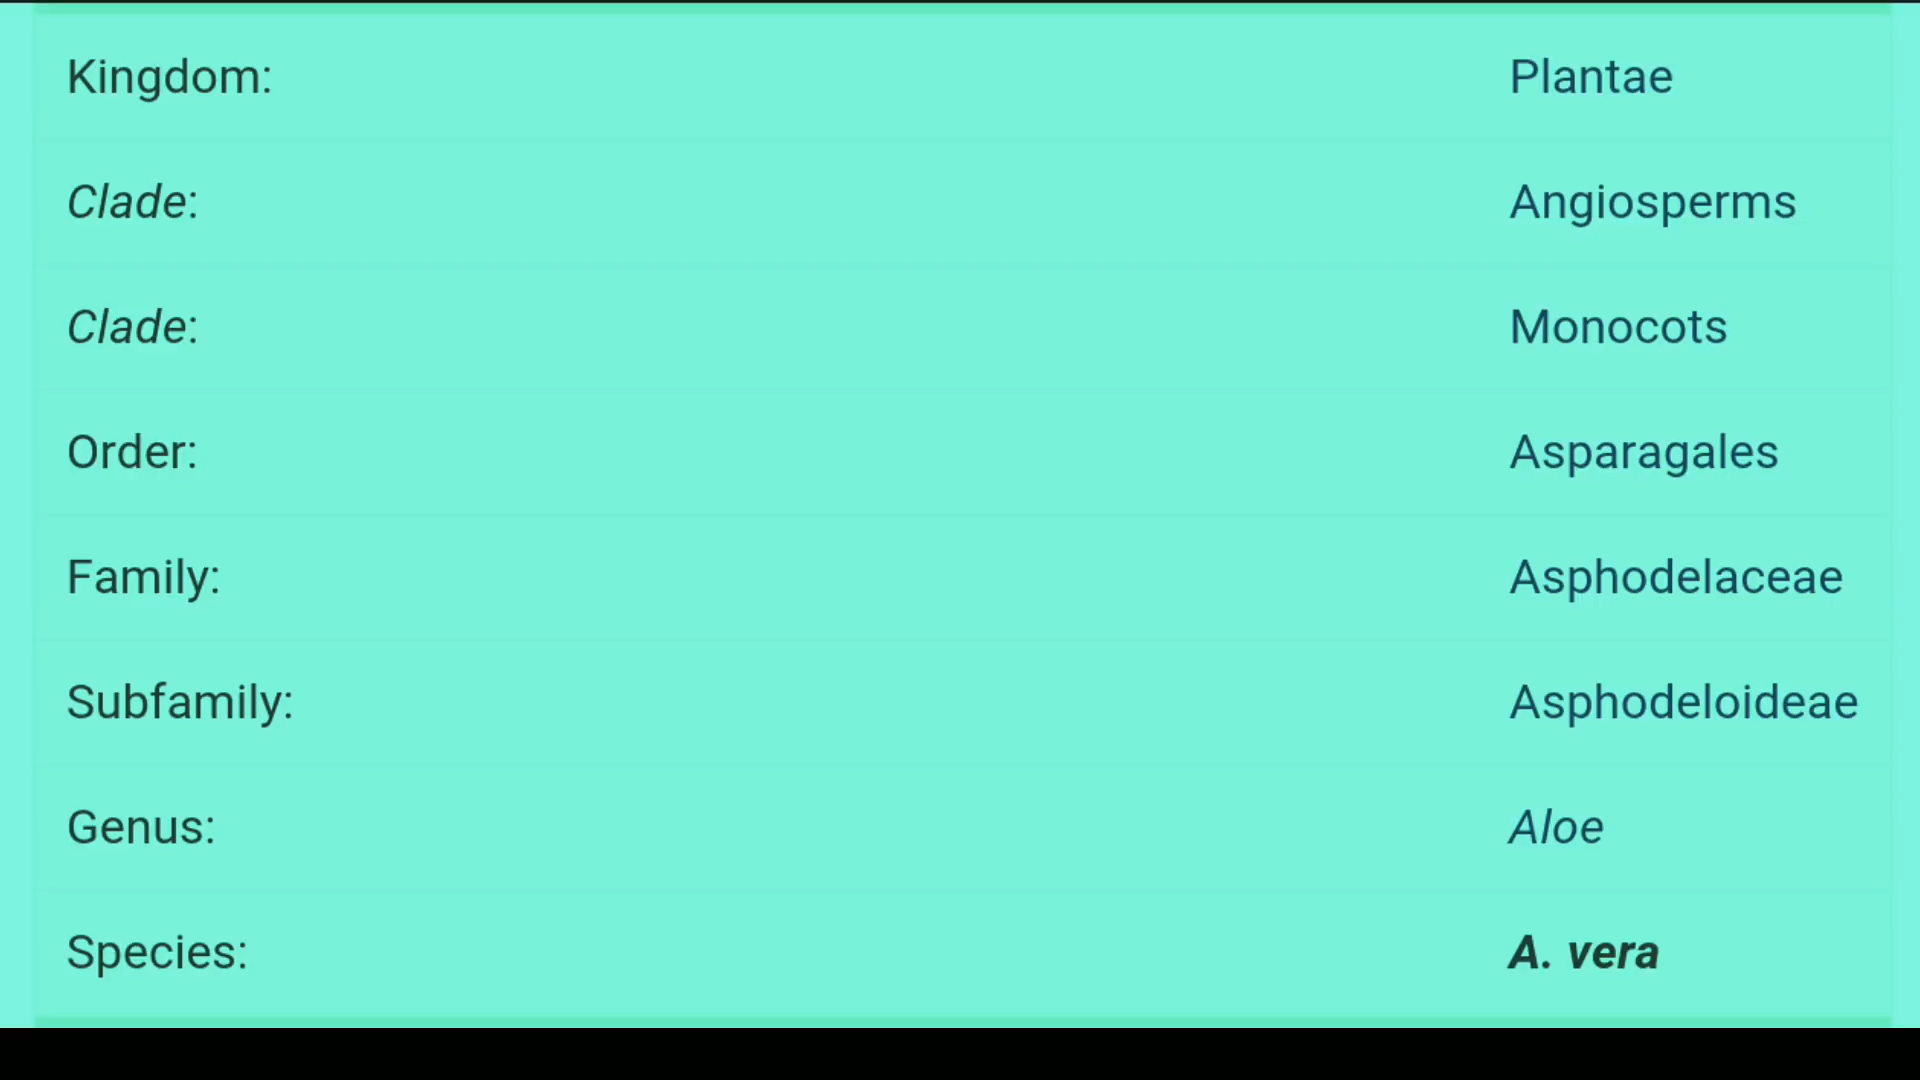 Kingdom: Plantae
Clade: Angiosperms
Clade: Monocots
Order: Asparagales
Family: Asphodelaceae
Subfamily: Asphodeloideae
Genus: Aloe
Species: A. vera